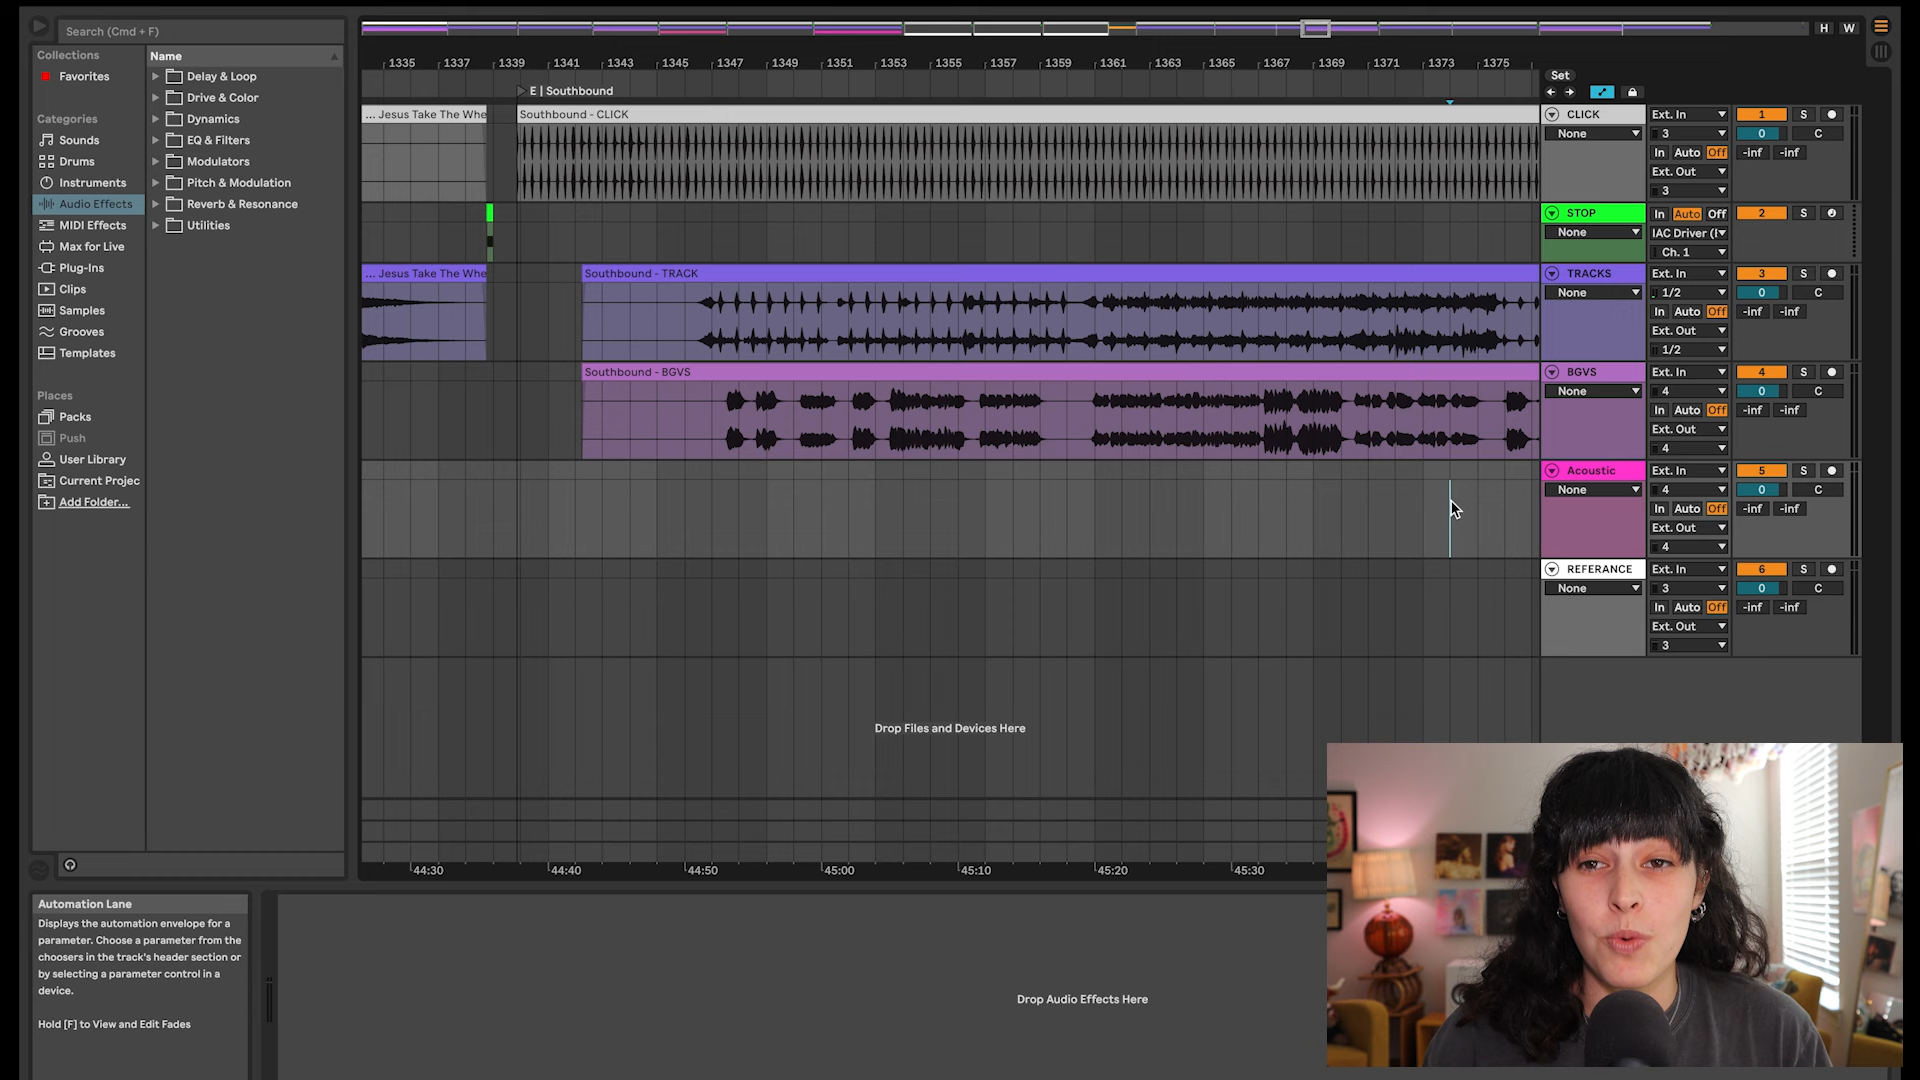 Search (Cmd + F)
H W
Collections
Favorites
Categories
Sounds
Drums
Instruments
Audio Effects
MIDI Effects
Max for Live
Plug-Ins
Clips
Samples
Grooves
Templates
Places
Packs
Push
User Library
Current Projec
Add Folder...
Name
Delay & Loop
Drive & Color
Dynamics
EQ & Filters
Modulators
Pitch & Modulation
Reverb & Resonance
Utilities
1335 1337 1339 1341 1343 1345 1347 1349 1351 1353 1355 1357 1359 1361 1363 1365 1367 1369 1371 1373 1375
Set
E | Southbound
... Jesus Take The Whe
Southbound - CLICK
CLICK
None
Ext. In
3
In Auto Off
Ext. Out
3
1 S
0 C
-inf -inf
STOP
None
In Auto Off
IAC Driver (I
Ch. 1
2 S
... Jesus Take The Whe
Southbound - TRACK
TRACKS
None
Ext. In
1/2
In Auto Off
Ext. Out
1/2
3 S
0 C
-inf -inf
Southbound - BGVS
BGVS
None
Ext. In
4
In Auto Off
Ext. Out
4
4 S
0 C
-inf -inf
Acoustic
None
Ext. In
4
In Auto Off
Ext. Out
4
5 S
0 C
-inf -inf
REFERANCE
None
Ext. In
3
In Auto Off
Ext. Out
3
6 S
0 C
-inf -inf
Drop Files and Devices Here
44:30 44:40 44:50 45:00 45:10 45:20 45:30
Automation Lane
Displays the automation envelope for a
parameter. Choose a parameter from the
choosers in the track's header section or
by selecting a parameter control in a
device.
Hold [F] to View and Edit Fades
Drop Audio Effects Here